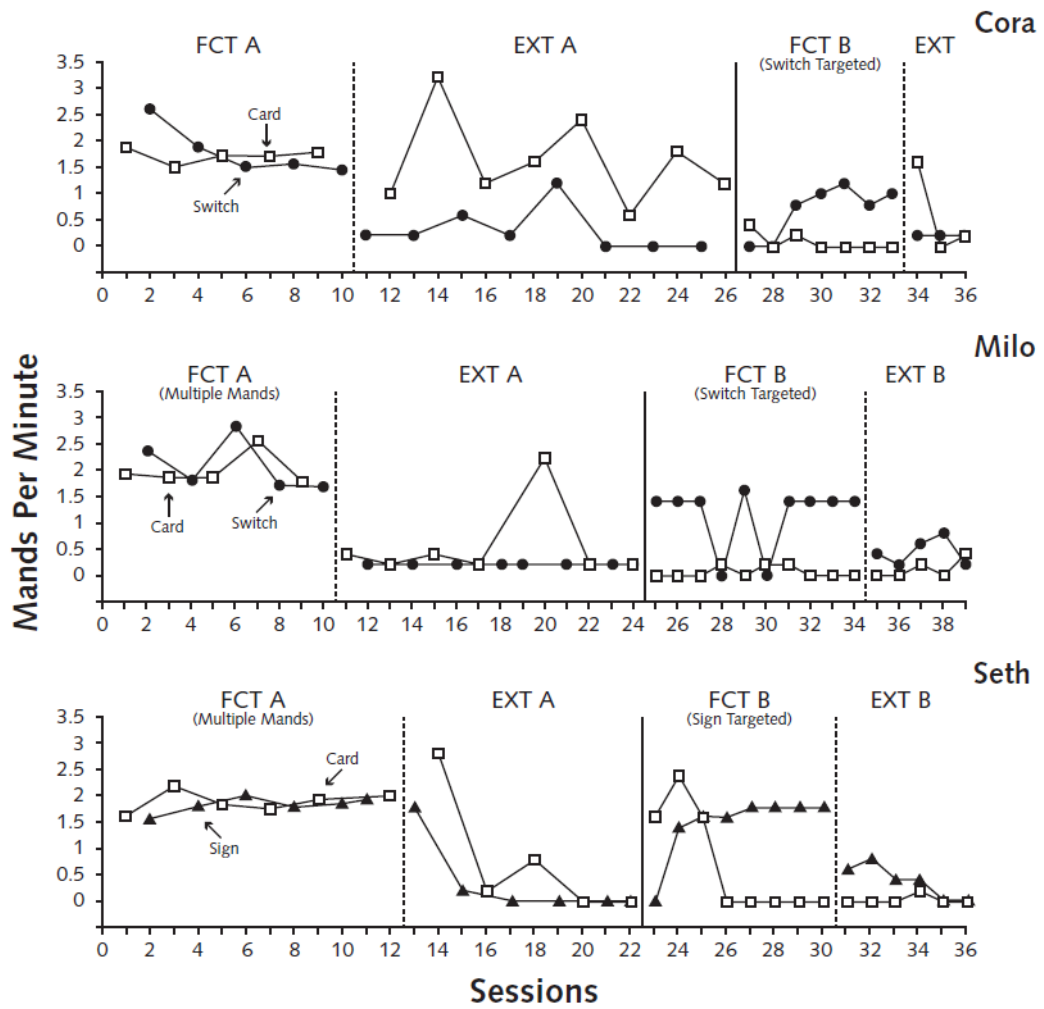 Cora
FCT A
EXT A
FCT B
(Switch Targeted)
EXT
3.5
3
2.5
2
1.5
1
0.5
0
Card
Switch
0 2 4 6 8 10 12 14 16 18 20 22 24 26 28 30 32 34 36
Milo
FCT A
(Multiple Mands)
EXT A
FCT B
(Switch Targeted)
EXT B
3.5
3
2.5
2
1.5
1
0.5
0
Card
Switch
0 2 4 6 8 10 12 14 16 18 20 22 24 26 28 30 32 34 36 38
Mands Per Minute
Seth
FCT A
(Multiple Mands)
EXT A
FCT B
(Sign Targeted)
EXT B
3.5
3
2.5
2
1.5
1
0.5
0
Card
Sign
0 2 4 6 8 10 12 14 16 18 20 22 24 26 28 30 32 34 36
Sessions